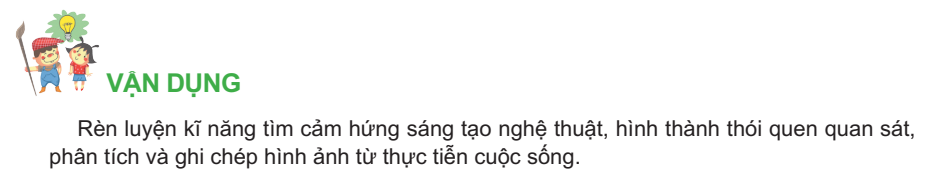 VẬN DỤNG
Rèn luyện kĩ năng tìm cảm hứng sáng tạo nghệ thuật, hình thành thói quen quan sát,
phân tích và ghi chép hình ảnh từ thực tiễn cuộc sống.